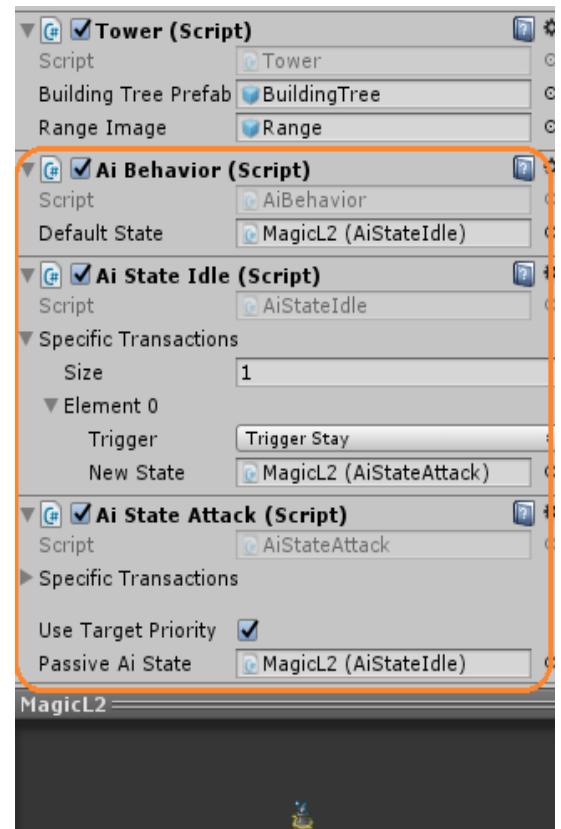 Tower (Script)
Script Tower
Building Tree Prefab BuildingTree
Range Image Range
Ai Behavior (Script)
Script AiBehavior
Default State MagicL2 (AiStateIdle)
Ai State Idle (Script)
Script AiStateIdle
Specific Transactions
Size 1
Element 0
Trigger Trigger Stay
New State MagicL2 (AiStateAttack)
Ai State Attack (Script)
Script AiStateAttack
Specific Transactions
Use Target Priority
Passive Ai State MagicL2 (AiStateIdle)
MagicL2